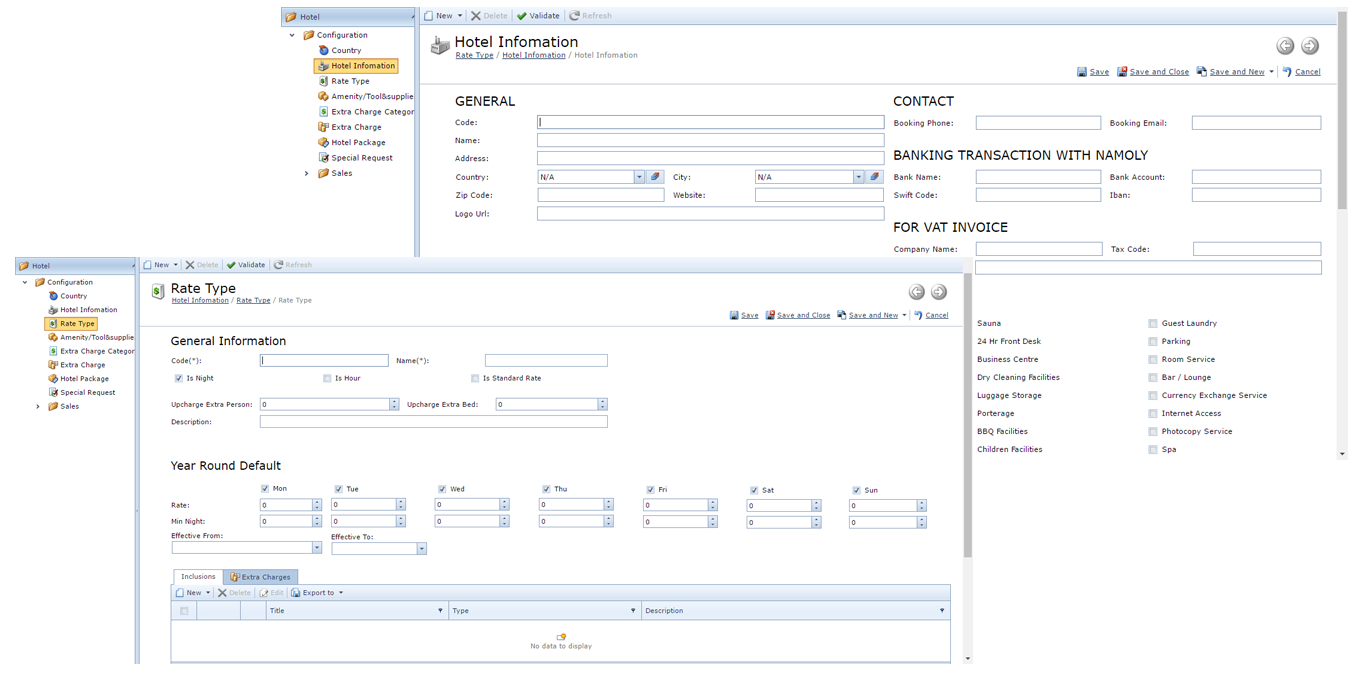 Hotel
Configuration
Country
Hotel Infomation
Rate Type
Amenity/Tool&supplie
Extra Charge Categor
Extra Charge
Hotel Package
Special Request
Sales
New Delete Validate Refresh
Hotel Infomation
Rate Type / Hotel Infomation / Hotel Infomation
Save Save and Close Save and New Cancel
GENERAL
Code:
Name:
Address:
Country: N/A City: N/A
Zip Code: Website:
Logo Url:
CONTACT
Booking Phone: Booking Email:
BANKING TRANSACTION WITH NAMOLY
Bank Name: Bank Account:
Swift Code: Iban:
FOR VAT INVOICE
Company Name: Tax Code:
Sauna Guest Laundry
24 Hr Front Desk Parking
Business Centre Room Service
Dry Cleaning Facilities Bar / Lounge
Luggage Storage Currency Exchange Service
Porterage Internet Access
BBQ Facilities Photocopy Service
Children Facilities Spa
Hotel
Configuration
Country
Hotel Infomation
Rate Type
Amenity/Tool&supplie
Extra Charge Categor
Extra Charge
Hotel Package
Special Request
Sales
New Delete Validate Refresh
Rate Type
Hotel Infomation / Rate Type / Rate Type
Save Save and Close Save and New Cancel
General Information
Code(*): Name(*):
Is Night Is Hour Is Standard Rate
Upcharge Extra Person: 0 Upcharge Extra Bed: 0
Description:
Year Round Default
Mon Tue Wed Thu Fri Sat Sun
Rate: 0 0 0 0 0 0 0
Min Night: 0 0 0 0 0 0 0
Effective From: Effective To:
Inclusions Extra Charges
New Delete Edit Export to
Title Type Description
No data to display